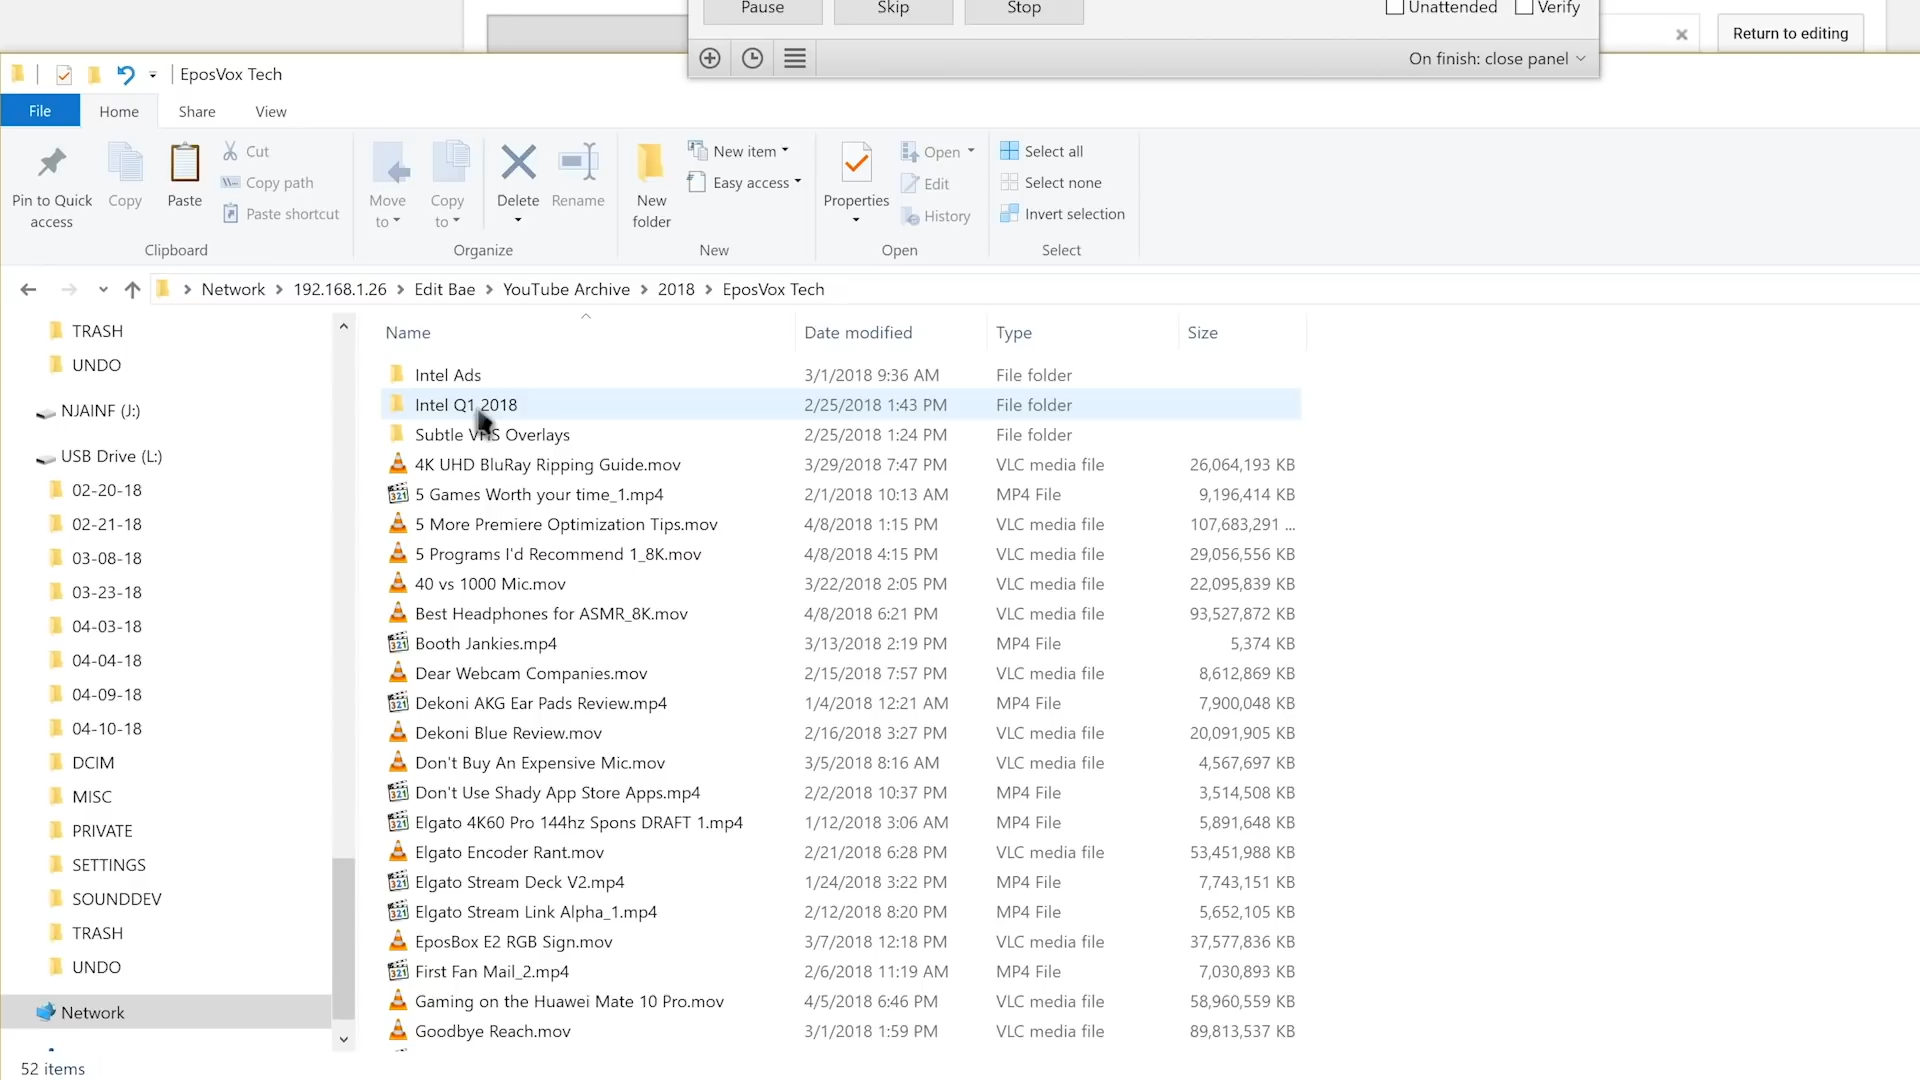 Pause Skip Stop Unattended Verify
Return to editing
On finish: close panel
EposVox Tech
File Home Share View
Pin to Quick access
Copy
Paste
Cut
Copy path
Paste shortcut
Clipboard
Move to
Copy to
Delete
Rename
Organize
New folder
New item
Easy access
New
Properties
Open
Edit
History
Open
Select all
Select none
Invert selection
Select
Network > 192.168.1.26 > Edit Bae > YouTube Archive > 2018 > EposVox Tech
TRASH
UNDO
NJAINF (J:)
USB Drive (L:)
02-20-18
02-21-18
03-08-18
03-23-18
04-03-18
04-04-18
04-09-18
04-10-18
DCIM
MISC
PRIVATE
SETTINGS
SOUNDDEV
TRASH
UNDO
Network
Name Date modified Type Size
Intel Ads 3/1/2018 9:36 AM File folder
Intel Q1 2018 2/25/2018 1:43 PM File folder
Subtle VHS Overlays 2/25/2018 1:24 PM File folder
4K UHD BluRay Ripping Guide.mov 3/29/2018 7:47 PM VLC media file 26,064,193 KB
5 Games Worth your time_1.mp4 2/1/2018 10:13 AM MP4 File 9,196,414 KB
5 More Premiere Optimization Tips.mov 4/8/2018 1:15 PM VLC media file 107,683,291 ...
5 Programs I'd Recommend 1_8K.mov 4/8/2018 4:15 PM VLC media file 29,056,556 KB
40 vs 1000 Mic.mov 3/22/2018 2:05 PM VLC media file 22,095,839 KB
Best Headphones for ASMR_8K.mov 4/8/2018 6:21 PM VLC media file 93,527,872 KB
Booth Jankies.mp4 3/13/2018 2:19 PM MP4 File 5,374 KB
Dear Webcam Companies.mov 2/15/2018 7:57 PM VLC media file 8,612,869 KB
Dekoni AKG Ear Pads Review.mp4 1/4/2018 12:21 AM MP4 File 7,900,048 KB
Dekoni Blue Review.mov 2/16/2018 3:27 PM VLC media file 20,091,905 KB
Don't Buy An Expensive Mic.mov 3/5/2018 8:16 AM VLC media file 4,567,697 KB
Don't Use Shady App Store Apps.mp4 2/2/2018 10:37 PM MP4 File 3,514,508 KB
Elgato 4K60 Pro 144hz Spons DRAFT 1.mp4 1/12/2018 3:06 AM MP4 File 5,891,648 KB
Elgato Encoder Rant.mov 2/21/2018 6:28 PM VLC media file 53,451,988 KB
Elgato Stream Deck V2.mp4 1/24/2018 3:22 PM MP4 File 7,743,151 KB
Elgato Stream Link Alpha_1.mp4 2/12/2018 8:20 PM MP4 File 5,652,105 KB
EposBox E2 RGB Sign.mov 3/7/2018 12:18 PM VLC media file 37,577,836 KB
First Fan Mail_2.mp4 2/6/2018 11:19 AM MP4 File 7,030,893 KB
Gaming on the Huawei Mate 10 Pro.mov 4/5/2018 6:46 PM VLC media file 58,960,559 KB
Goodbye Reach.mov 3/1/2018 1:59 PM VLC media file 89,813,537 KB
52 items